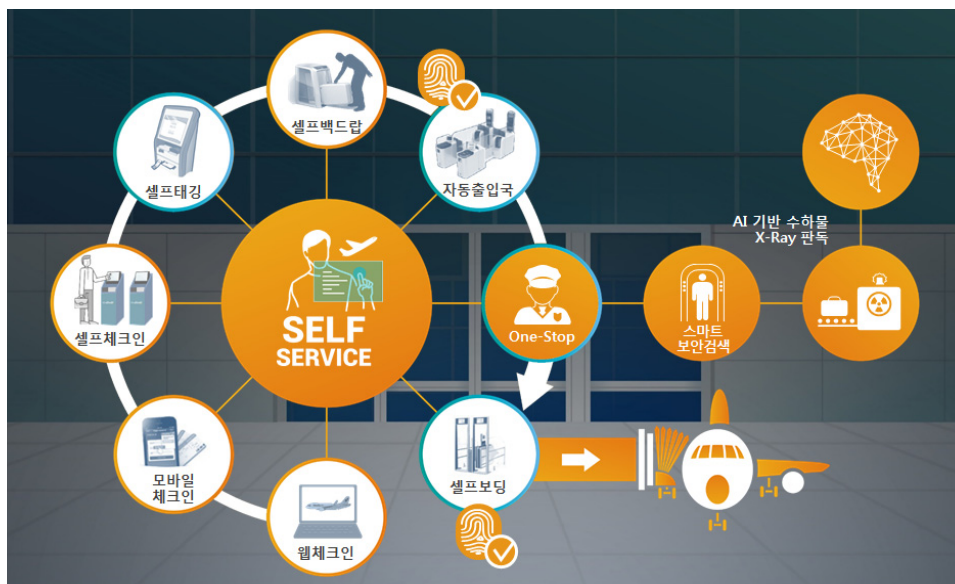 셀프백드랍
셀프태깅
자동출입국
AI 기반 수하물
X-Ray 판독
셀프체크인
SELF
SERVICE
One-Stop
스마트
보안검색
모바일
체크인
셀프보딩
웹체크인